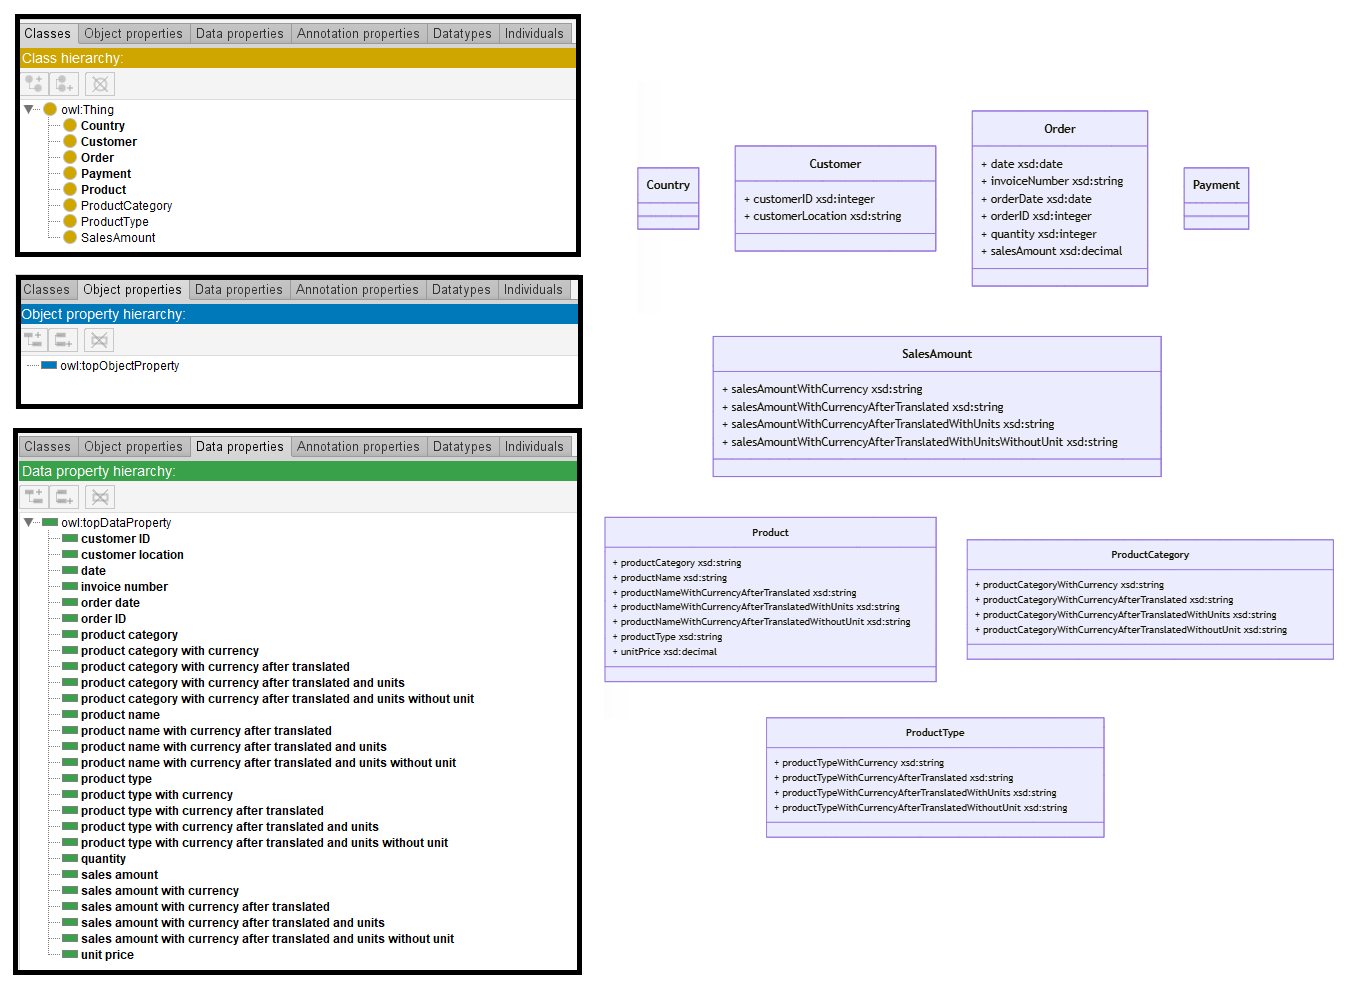 Classes Object properties Data properties Annotation properties Datatypes Individuals
Class hierarchy:
owl:Thing
Country
Customer
Order
Payment
Product
ProductCategory
ProductType
SalesAmount
Classes Object properties Data properties Annotation properties Datatypes Individuals
Object property hierarchy:
owl:topObjectProperty
Classes Object properties Data properties Annotation properties Datatypes Individuals
Data property hierarchy:
owl:topDataProperty
customer ID
customer location
date
invoice number
order date
order ID
product category
product category with currency
product category with currency after translated
product category with currency after translated and units
product category with currency after translated and units without unit
product name
product name with currency after translated
product name with currency after translated and units
product name with currency after translated and units without unit
product type
product type with currency
product type with currency after translated
product type with currency after translated and units
product type with currency after translated and units without unit
quantity
sales amount
sales amount with currency
sales amount with currency after translated
sales amount with currency after translated and units
sales amount with currency after translated and units without unit
unit price
Country
Customer
+ customerID xsd:integer
+ customerLocation xsd:string
Order
+ date xsd:date
+ invoiceNumber xsd:string
+ orderDate xsd:date
+ orderID xsd:integer
+ quantity xsd:integer
+ salesAmount xsd:decimal
Payment
SalesAmount
+ salesAmountWithCurrency xsd:string
+ salesAmountWithCurrencyAfterTranslated xsd:string
+ salesAmountWithCurrencyAfterTranslatedWithUnits xsd:string
+ salesAmountWithCurrencyAfterTranslatedWithUnitsWithoutUnit xsd:string
Product
+ productCategory xsd:string
+ productName xsd:string
+ productNameWithCurrencyAfterTranslated xsd:string
+ productNameWithCurrencyAfterTranslatedWithUnits xsd:string
+ productNameWithCurrencyAfterTranslatedWithoutUnit xsd:string
+ productType xsd:string
+ unitPrice xsd:decimal
ProductCategory
+ productCategoryWithCurrency xsd:string
+ productCategoryWithCurrencyAfterTranslated xsd:string
+ productCategoryWithCurrencyAfterTranslatedWithUnits xsd:string
+ productCategoryWithCurrencyAfterTranslatedWithoutUnit xsd:string
ProductType
+ productTypeWithCurrency xsd:string
+ productTypeWithCurrencyAfterTranslated xsd:string
+ productTypeWithCurrencyAfterTranslatedWithUnits xsd:string
+ productTypeWithCurrencyAfterTranslatedWithoutUnit xsd:string